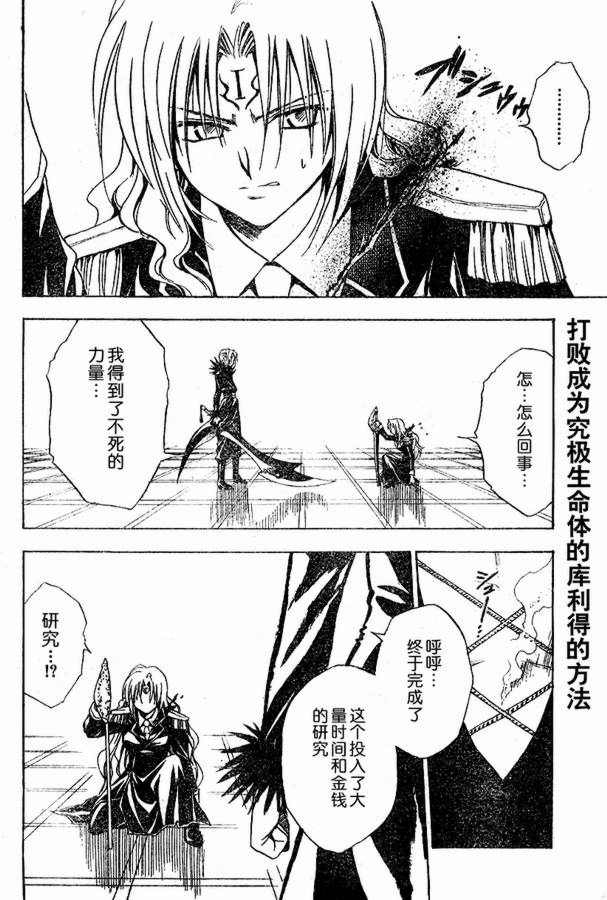 …………
I
打败成为究极生命体的库利得的方法
怎…怎么回事…
我得到了不死的
力量…
呼呼…
终于完成了
这个投入了大
量时间和金钱
的研究
研究…!?